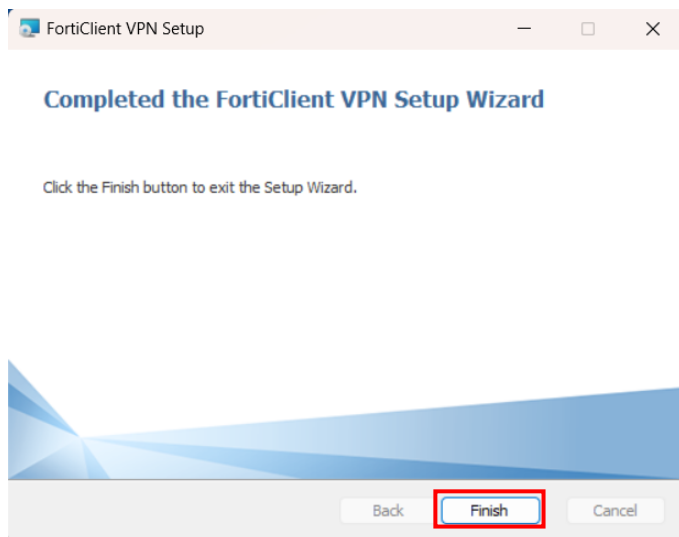 FortiClient VPN Setup
Completed the FortiClient VPN Setup Wizard
Click the Finish button to exit the Setup Wizard.
Back Finish Cancel